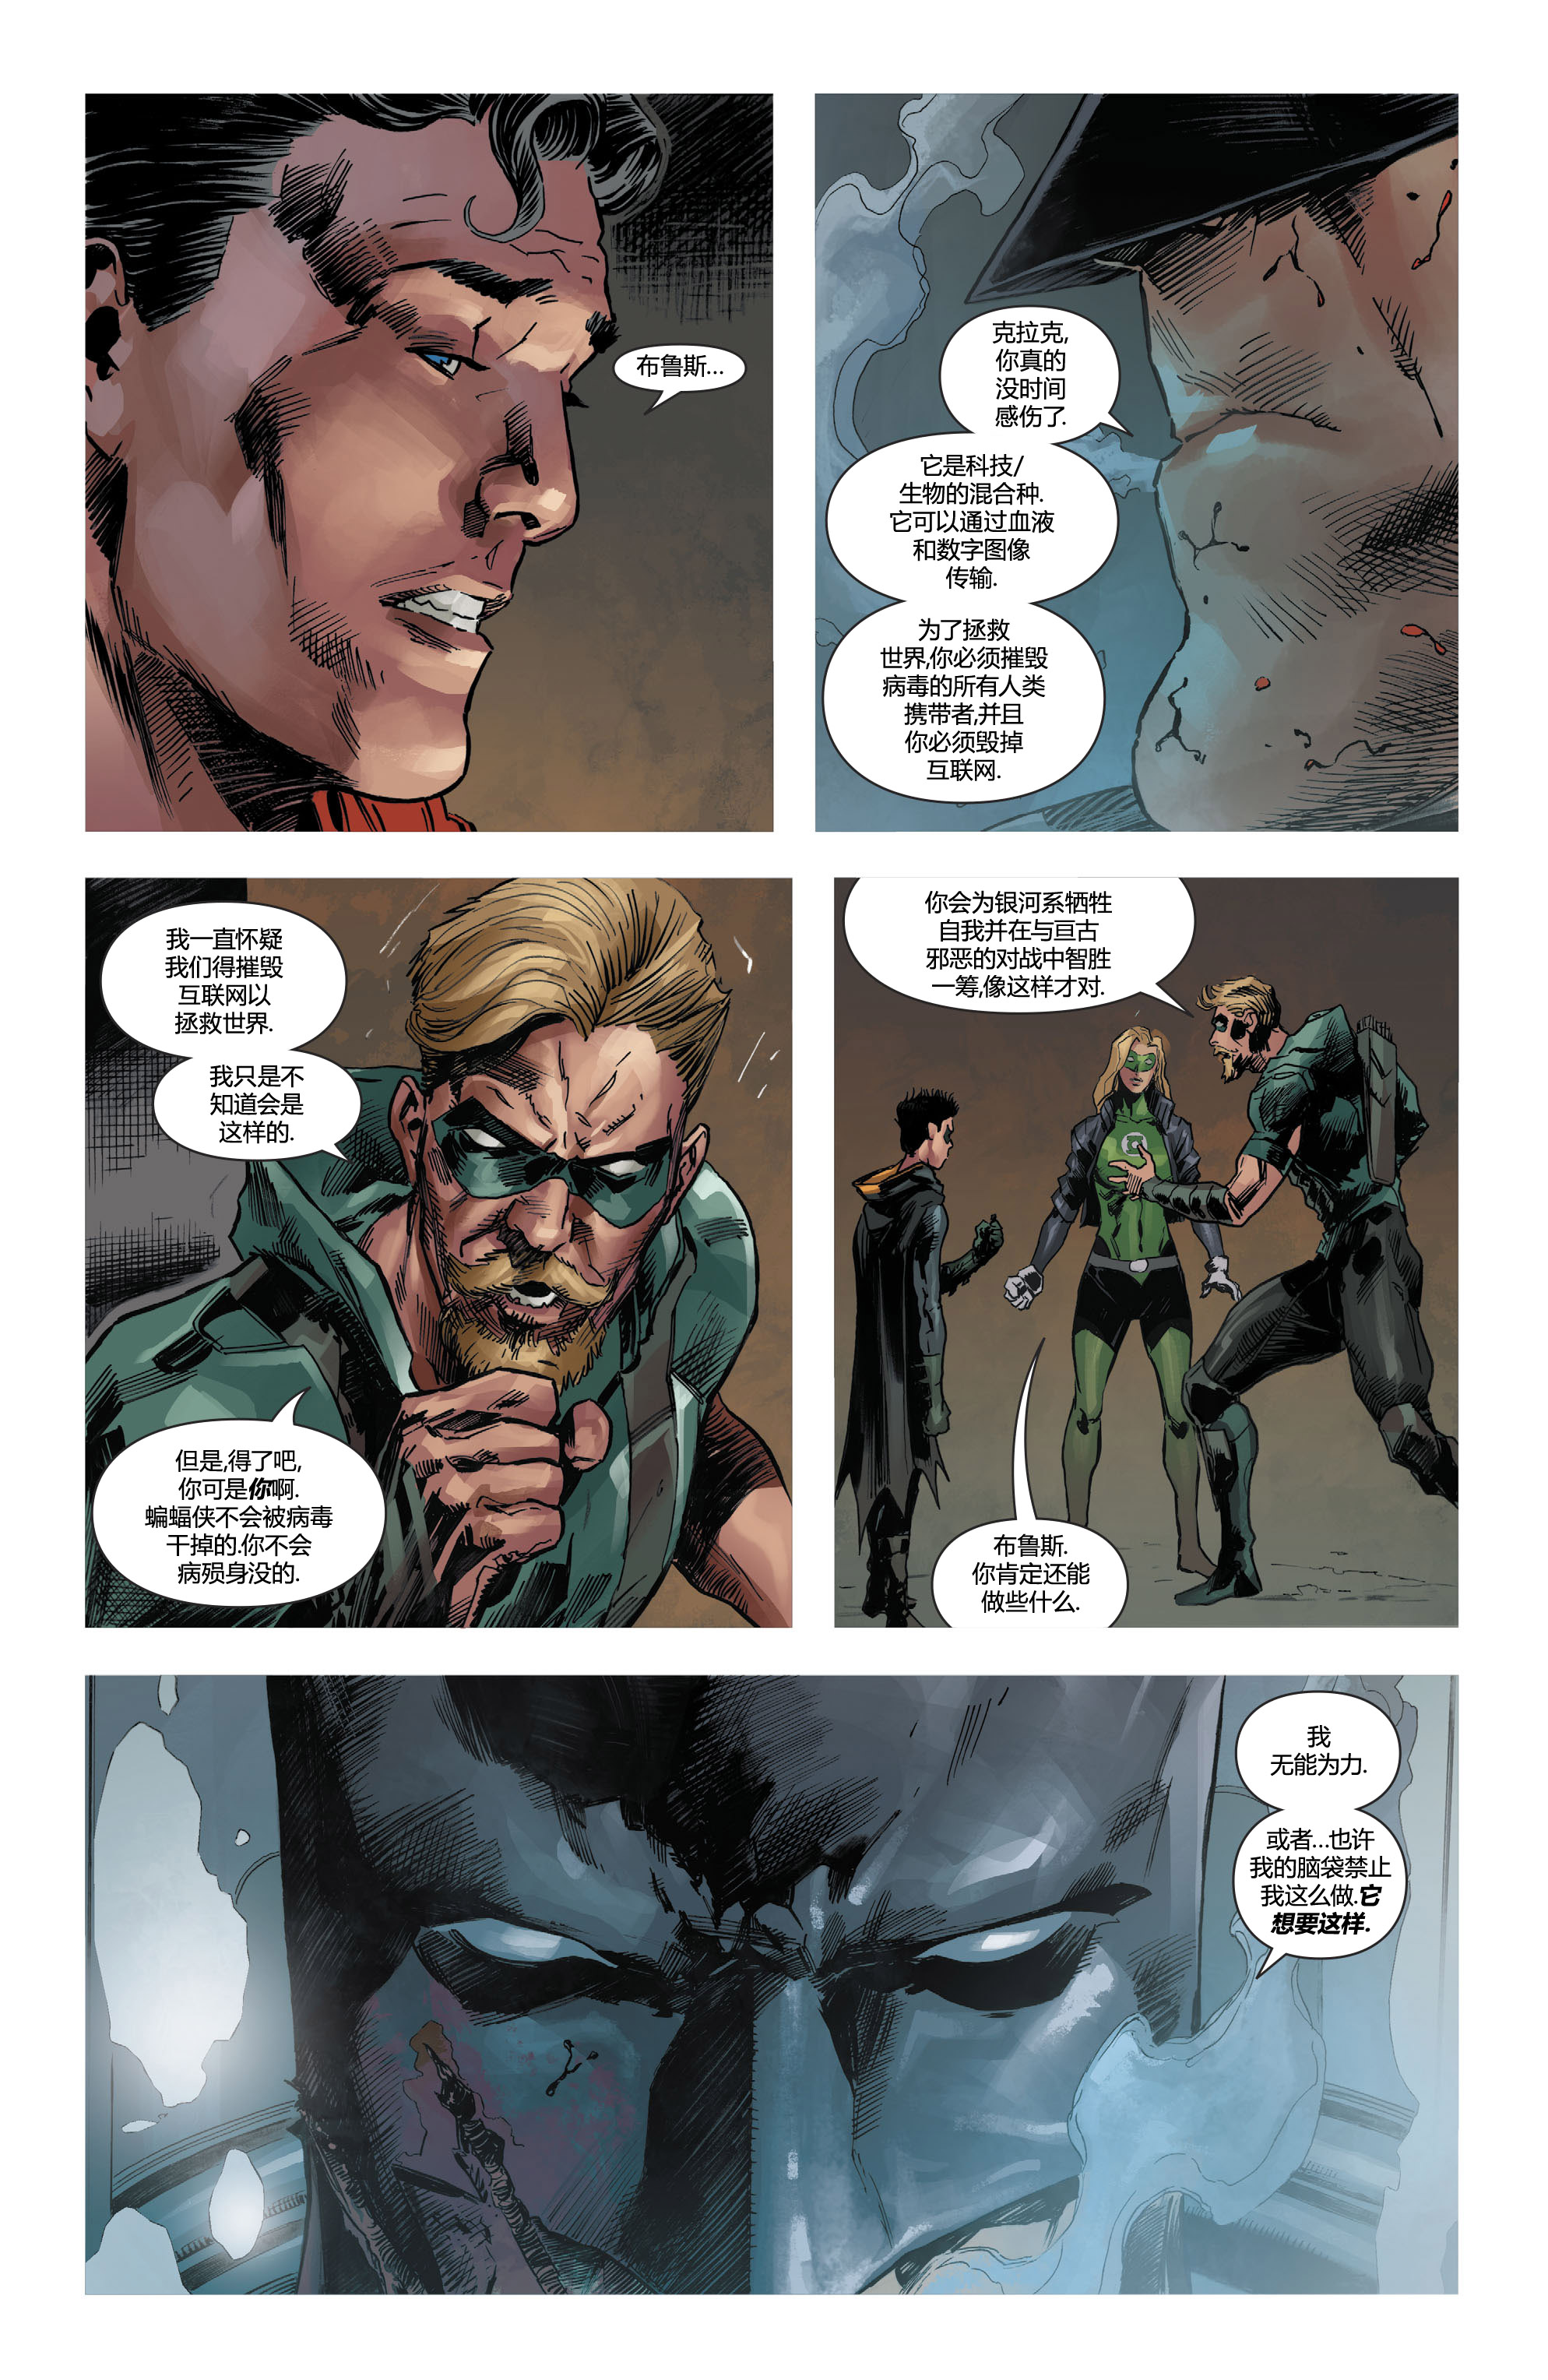 布鲁斯…
克拉克,
你真的
没时间
感伤了.
它是科技/
生物的混合种.
它可以通过血液
和数字图像
传输.
为了拯救
世界,你必须摧毁
病毒的所有人类
携带者,并且
你必须毁掉
互联网.
我一直怀疑
我们得摧毁
互联网以
拯救世界.
我只是不
知道会是
这样的.
但是,得了吧,
你可是你啊.
蝙蝠侠不会被病毒
干掉的.你不会
病殒身没的.
你会为银河系牺牲
自我并在与亘古
邪恶的对战中智胜
一筹,像这样才对.
布鲁斯.
你肯定还能
做些什么.
我
无能为力.
或者…也许
我的脑袋禁止
我这么做.它
想要这样.